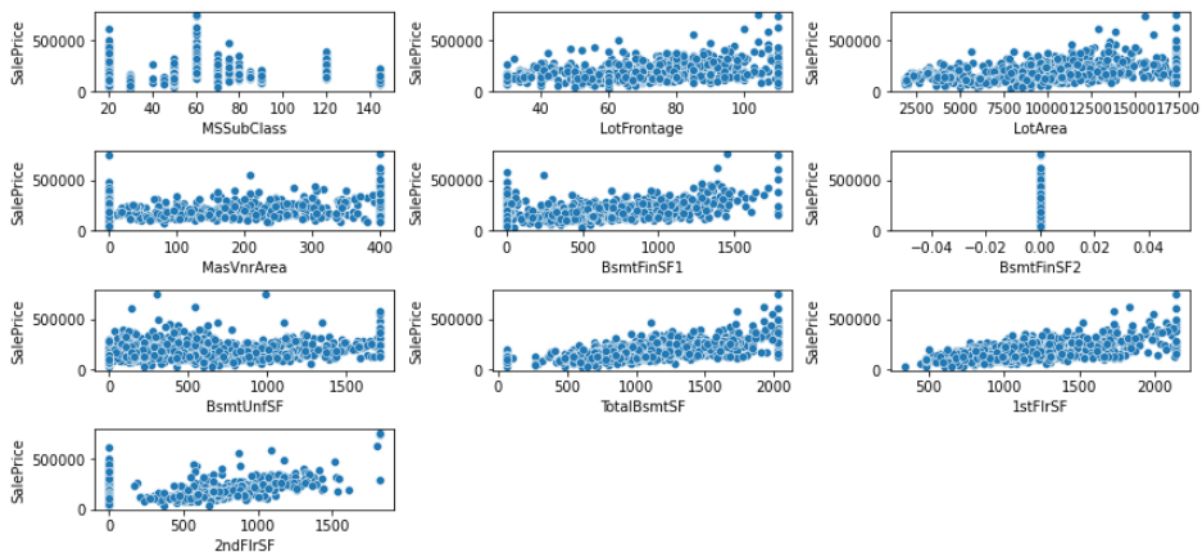 SalePrice 500000 0 20 40 60 80 100 120 140 MSSubClass
SalePrice 500000 0 40 60 80 100 LotFrontage
SalePrice 500000 0 2500 5000 7500 10000 12500 15000 17500 LotArea
SalePrice 500000 0 0 100 200 300 400 MasVnrArea
SalePrice 500000 0 0 500 1000 1500 BsmtFinSF1
SalePrice 500000 0 −0.04 −0.02 0.00 0.02 0.04 BsmtFinSF2
SalePrice 500000 0 0 500 1000 1500 BsmtUnfSF
SalePrice 500000 0 0 500 1000 1500 2000 TotalBsmtSF
SalePrice 500000 0 500 1000 1500 2000 1stFlrSF
SalePrice 500000 0 0 500 1000 1500 2ndFlrSF